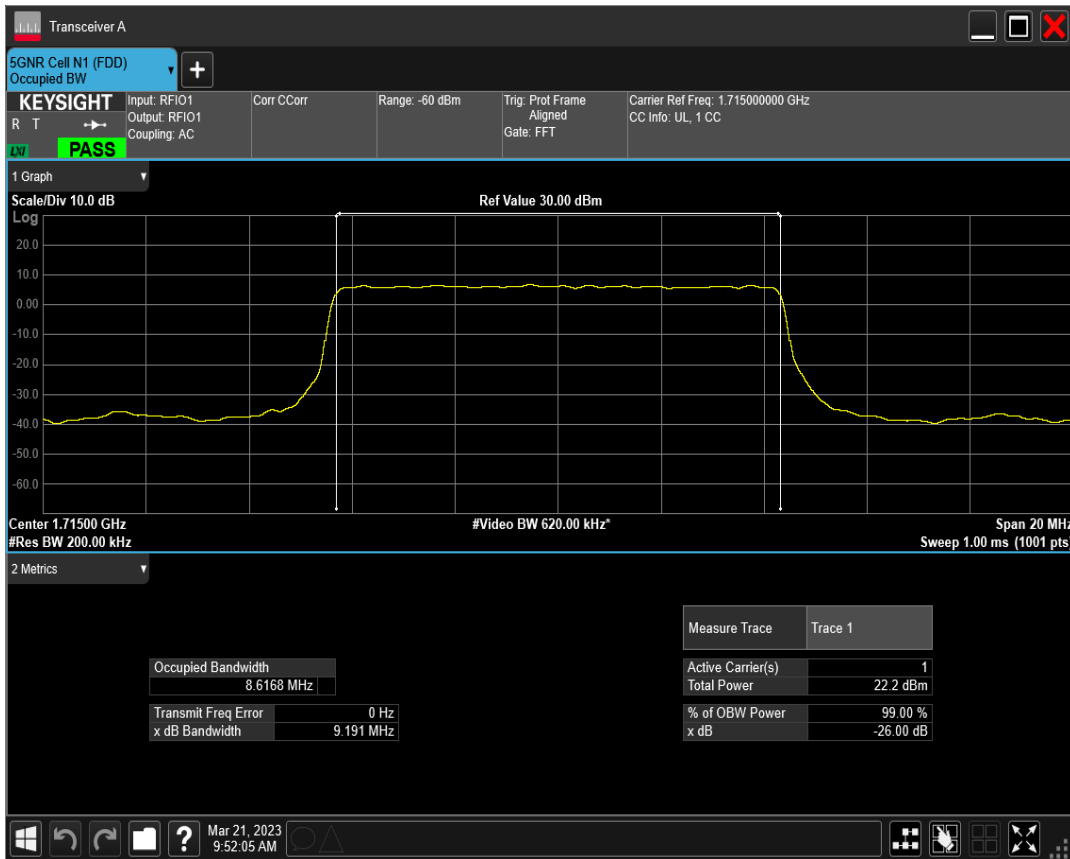 Transceiver A
5GNR Cell N1 (FDD)
Occupied BW
+
KEYSIGHT
R T
LXI
PASS
Input: RFIO1
Output: RFIO1
Coupling: AC
Corr CCorr
Range: -60 dBm
Trig: Prot Frame
Aligned
Gate: FFT
Carrier Ref Freq: 1.715000000 GHz
CC Info: UL, 1 CC
1 Graph
Scale/Div 10.0 dB
Ref Value 30.00 dBm
Log
20.0
10.0
0.00
-10.0
-20.0
-30.0
-40.0
-50.0
-60.0
Center 1.71500 GHz
#Video BW 620.00 kHz*
Span 20 MHz
#Res BW 200.00 kHz
Sweep 1.00 ms (1001 pts)
2 Metrics
Measure Trace Trace 1
Occupied Bandwidth
8.6168 MHz
Active Carrier(s) 1
Total Power 22.2 dBm
Transmit Freq Error 0 Hz
x dB Bandwidth 9.191 MHz
% of OBW Power 99.00 %
x dB -26.00 dB
?
Mar 21, 2023
9:52:05 AM